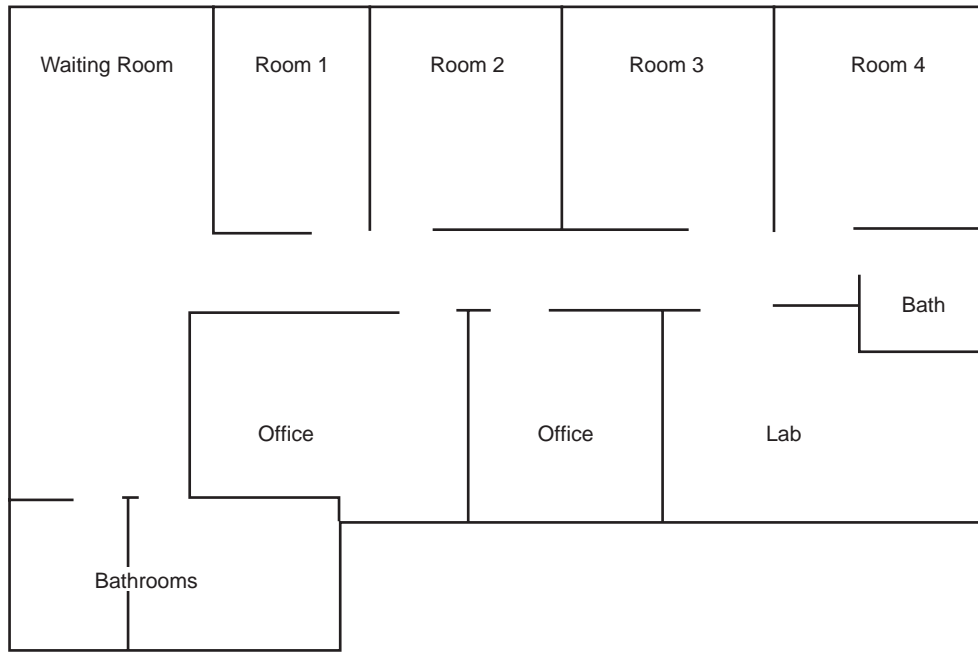 Waiting Room
Room 1
Room 2
Room 3
Room 4
Bath
Office
Office
Lab
Bathrooms